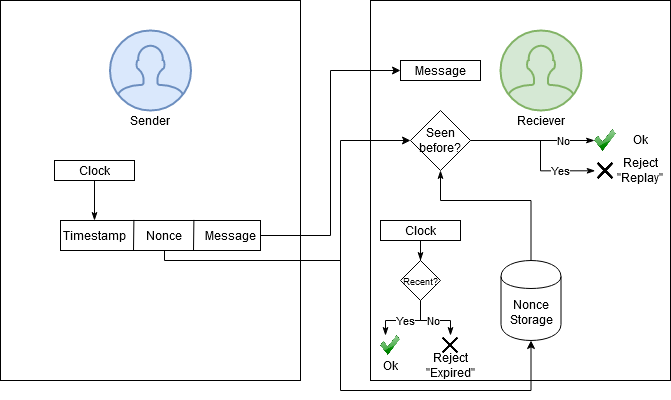 Sender
Clock
Timestamp
Nonce
Message
Message
Reciever
Seen
before?
No
Ok
Yes
Reject
"Replay"
Clock
Recent?
Yes
No
Ok
Reject
"Expired"
Nonce
Storage